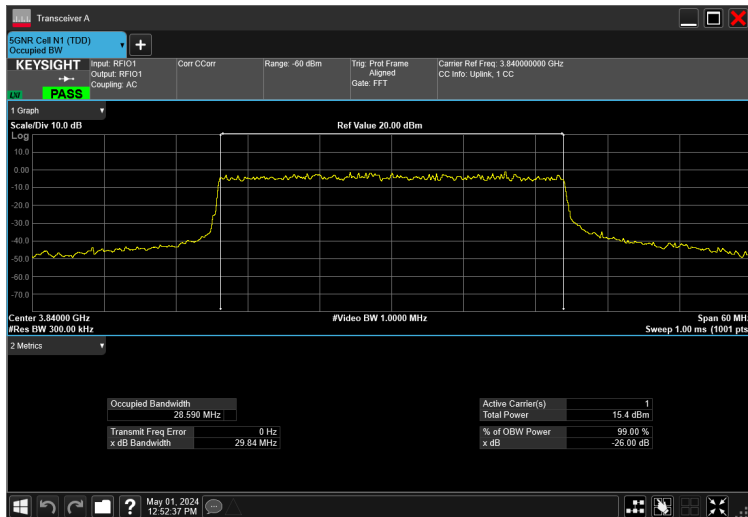 Transceiver A
5GNR Cell N1 (TDD)
Occupied BW
KEYSIGHT
LXI
PASS
Input: RFIO1
Output: RFIO1
Coupling: AC
Corr CCorr
Range: -60 dBm
Trig: Prot Frame
Aligned
Gate: FFT
Carrier Ref Freq: 3.840000000 GHz
CC Info: Uplink, 1 CC
1 Graph
Scale/Div 10.0 dB
Ref Value 20.00 dBm
Log
10.0
0.00
-10.0
-20.0
-30.0
-40.0
-50.0
-60.0
-70.0
Center 3.84000 GHz
#Video BW 1.0000 MHz
Span 60 MHz
#Res BW 300.00 kHz
Sweep 1.00 ms (1001 pts
2 Metrics
Occupied Bandwidth
28.590 MHz
Transmit Freq Error 0 Hz
x dB Bandwidth 29.84 MHz
Active Carrier(s) 1
Total Power 15.4 dBm
% of OBW Power 99.00 %
x dB -26.00 dB
?
May 01, 2024
12:52:37 PM